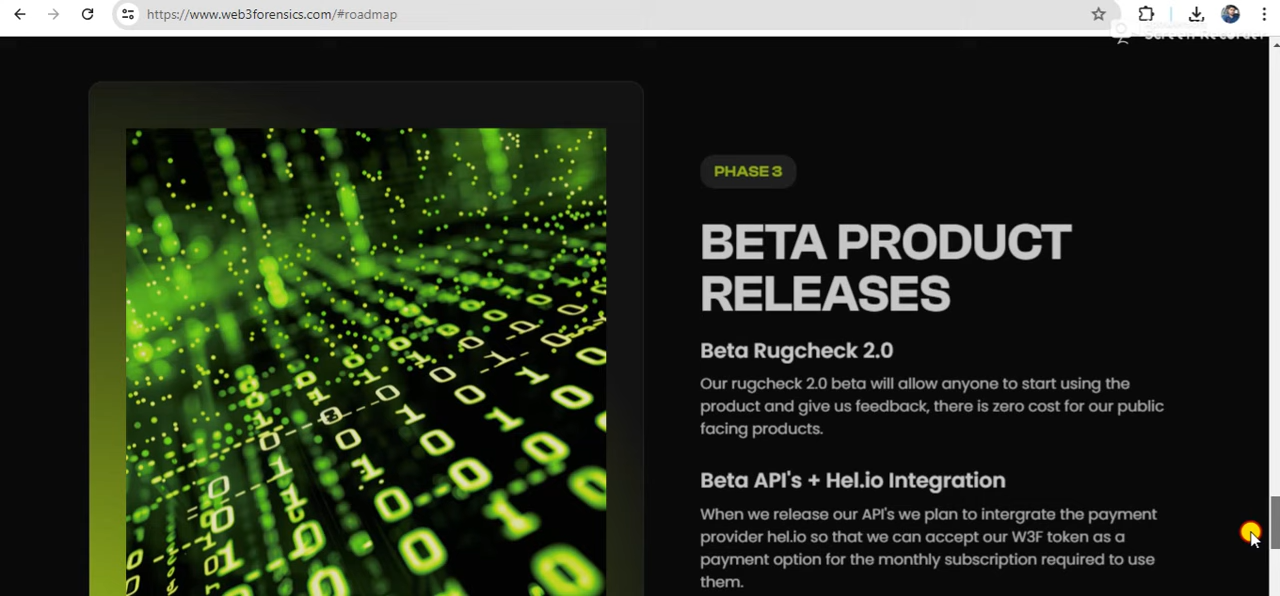 https://www.web3forensics.com/#roadmap
Screen Recorder
PHASE 3
BETA PRODUCT
RELEASES
Beta Rugcheck 2.0
Our rugcheck 2.0 beta will allow anyone to start using the
product and give us feedback, there is zero cost for our public
facing products.
Beta API's + Hel.io Integration
When we release our API's we plan to intergrate the payment
provider hel.io so that we can accept our W3F token as a
payment option for the monthly subscription required to use
them.